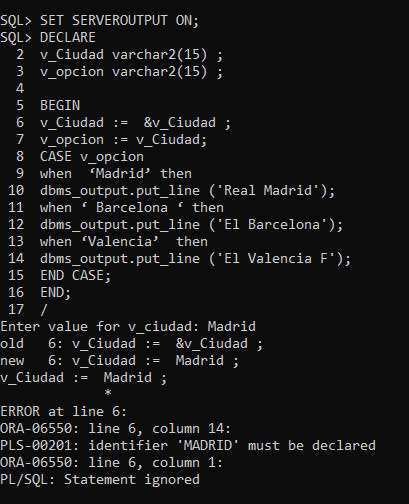 SQL> SET SERVEROUTPUT ON;
SQL> DECLARE
2 v_Ciudad varchar2(15) ;
3 v_opcion varchar2(15) ;
4
5 BEGIN
6 v_Ciudad := &v_Ciudad ;
7 v_opcion := v_Ciudad;
8 CASE v_opcion
9 when ‘Madrid’ then
10 dbms_output.put_line ('Real Madrid');
11 when ‘ Barcelona ‘ then
12 dbms_output.put_line ('El Barcelona');
13 when ‘Valencia’ then
14 dbms_output.put_line ('El Valencia F');
15 END CASE;
16 END;
17 /
Enter value for v_ciudad: Madrid
old 6: v_Ciudad := &v_Ciudad ;
new 6: v_Ciudad := Madrid ;
v_Ciudad := Madrid ;
*
ERROR at line 6:
ORA-06550: line 6, column 14:
PLS-00201: identifier 'MADRID' must be declared
ORA-06550: line 6, column 1:
PL/SQL: Statement ignored